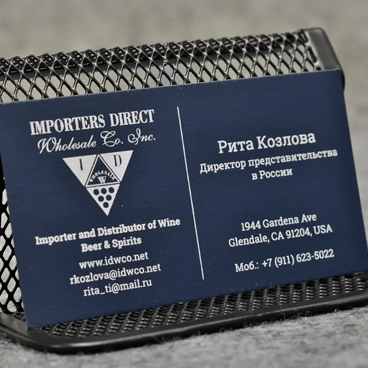 IMPORTERS DIRECT
Wholesale Co. Inc.
I D
WHOLESALE
W
Importer and Distributor of Wine
Beer & Spirits
www.idwco.net
rkozlova@idwco.net
rita_ti@mail.ru
Рита Козлова
Директор представительства
в России
1944 Gardena Ave
Glendale, CA 91204, USA
Моб.: +7 (911) 623-5022